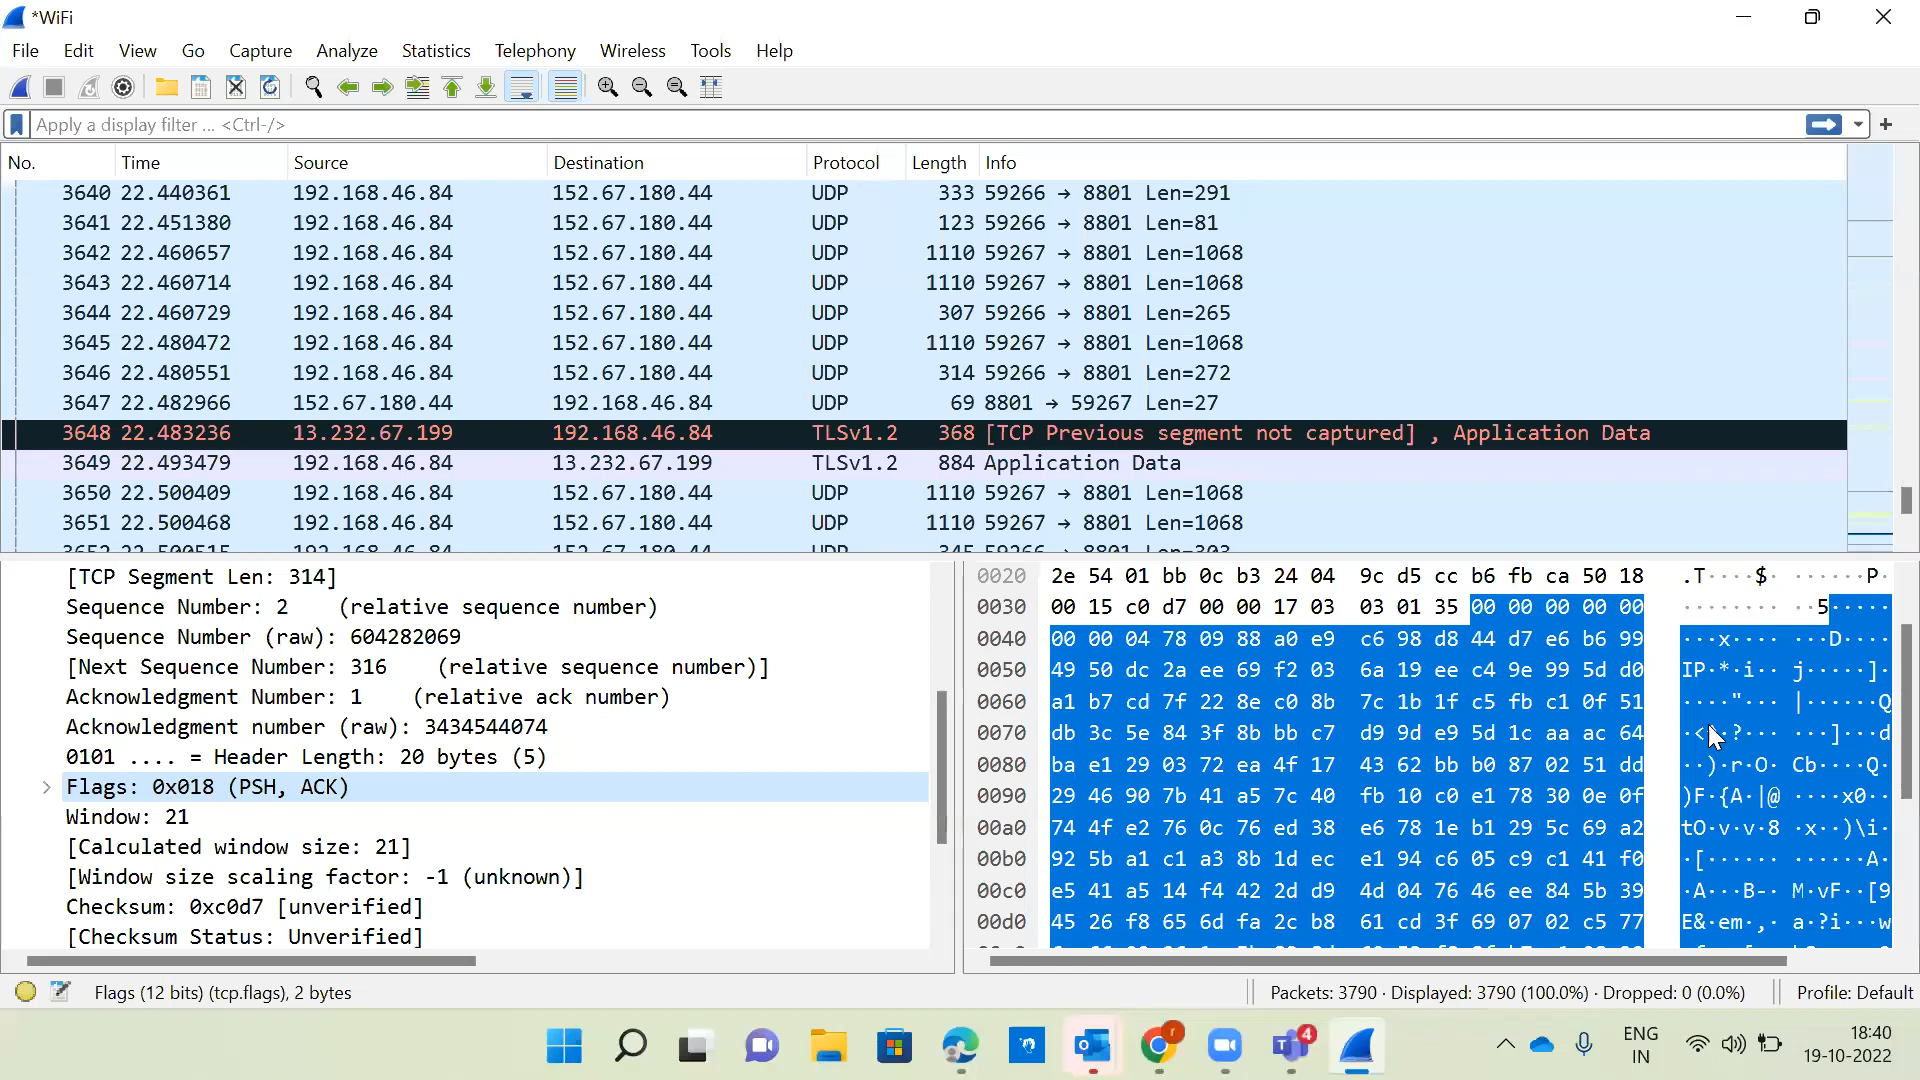 *WiFi
File Edit View Go Capture Analyze Statistics Telephony Wireless Tools Help
Apply a display filter ... <Ctrl-/>
No. Time Source Destination Protocol Length Info
3640 22.440361 192.168.46.84 152.67.180.44 UDP 333 59266 → 8801 Len=291
3641 22.451380 192.168.46.84 152.67.180.44 UDP 123 59266 → 8801 Len=81
3642 22.460657 192.168.46.84 152.67.180.44 UDP 1110 59267 → 8801 Len=1068
3643 22.460714 192.168.46.84 152.67.180.44 UDP 1110 59267 → 8801 Len=1068
3644 22.460729 192.168.46.84 152.67.180.44 UDP 307 59266 → 8801 Len=265
3645 22.480472 192.168.46.84 152.67.180.44 UDP 1110 59267 → 8801 Len=1068
3646 22.480551 192.168.46.84 152.67.180.44 UDP 314 59266 → 8801 Len=272
3647 22.482966 152.67.180.44 192.168.46.84 UDP 69 8801 → 59267 Len=27
3648 22.483236 13.232.67.199 192.168.46.84 TLSv1.2 368 [TCP Previous segment not captured] , Application Data
3649 22.493479 192.168.46.84 13.232.67.199 TLSv1.2 884 Application Data
3650 22.500409 192.168.46.84 152.67.180.44 UDP 1110 59267 → 8801 Len=1068
3651 22.500468 192.168.46.84 152.67.180.44 UDP 1110 59267 → 8801 Len=1068
3652 22.500515 192.168.46.84 152.67.180.44 UDP 345 59266 → 8801 Len=303
[TCP Segment Len: 314]
Sequence Number: 2 (relative sequence number)
Sequence Number (raw): 604282069
[Next Sequence Number: 316 (relative sequence number)]
Acknowledgment Number: 1 (relative ack number)
Acknowledgment number (raw): 3434544074
0101 .... = Header Length: 20 bytes (5)
Flags: 0x018 (PSH, ACK)
Window: 21
[Calculated window size: 21]
[Window size scaling factor: -1 (unknown)]
Checksum: 0xc0d7 [unverified]
[Checksum Status: Unverified]
0020 2e 54 01 bb 0c b3 24 04 9c d5 cc b6 fb ca 50 18 .T····$· ······P·
0030 00 15 c0 d7 00 00 17 03 03 01 35 00 00 00 00 00 ········ ··5·····
0040 00 00 04 78 09 88 a0 e9 c6 98 d8 44 d7 e6 b6 99 ···x···· ···D····
0050 49 50 dc 2a ee 69 f2 03 6a 19 ee c4 9e 99 5d d0 IP·*·i·· j·····]·
0060 a1 b7 cd 7f 22 8e c0 8b 7c 1b 1f c5 fb c1 0f 51 ····"··· |······Q
0070 db 3c 5e 84 3f 8b bb c7 d9 9d e9 5d 1c aa ac 64 ·< ·?··· ···]···d
0080 ba e1 29 03 72 ea 4f 17 43 62 bb b0 87 02 51 dd ··)·r·O· Cb····Q·
0090 29 46 90 7b 41 a5 7c 40 fb 10 c0 e1 78 30 0e 0f )F·{A·|@ ····x0··
00a0 74 4f e2 76 0c 76 ed 38 e6 78 1e b1 29 5c 69 a2 tO·v·v·8 ·x··)\i·
00b0 92 5b a1 c1 a3 8b 1d ec e1 94 c6 05 c9 c1 41 f0 ·[······ ······A·
00c0 e5 41 a5 14 f4 42 2d d9 4d 04 76 46 ee 84 5b 39 ·A···B-· M·vF··[9
00d0 45 26 f8 65 6d fa 2c b8 61 cd 3f 69 07 02 c5 77 E&·em·,· a·?i···w
Flags (12 bits) (tcp.flags), 2 bytes
Packets: 3790 · Displayed: 3790 (100.0%) · Dropped: 0 (0.0%)
Profile: Default
r
4
ENG
IN
18:40
19-10-2022